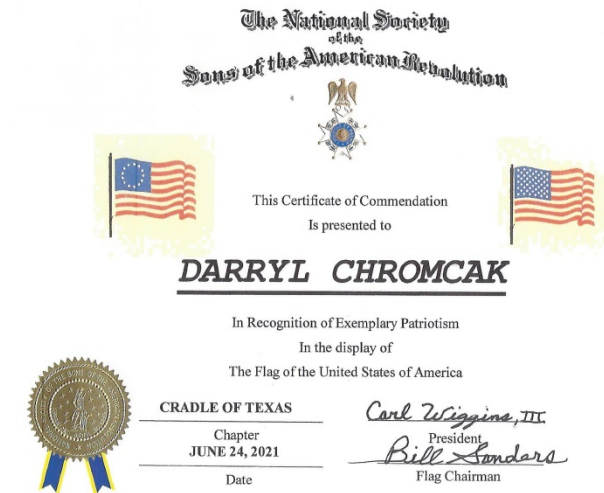 The National Society
of the
Sons of the American Revolution
This Certificate of Commendation
Is presented to
DARRYL CHROMCAK
In Recognition of Exemplary Patriotism
In the display of
The Flag of the United States of America
CRADLE OF TEXAS
Chapter
JUNE 24, 2021
Date
Carl Wiggins, III
President
Bill Sanders
Flag Chairman